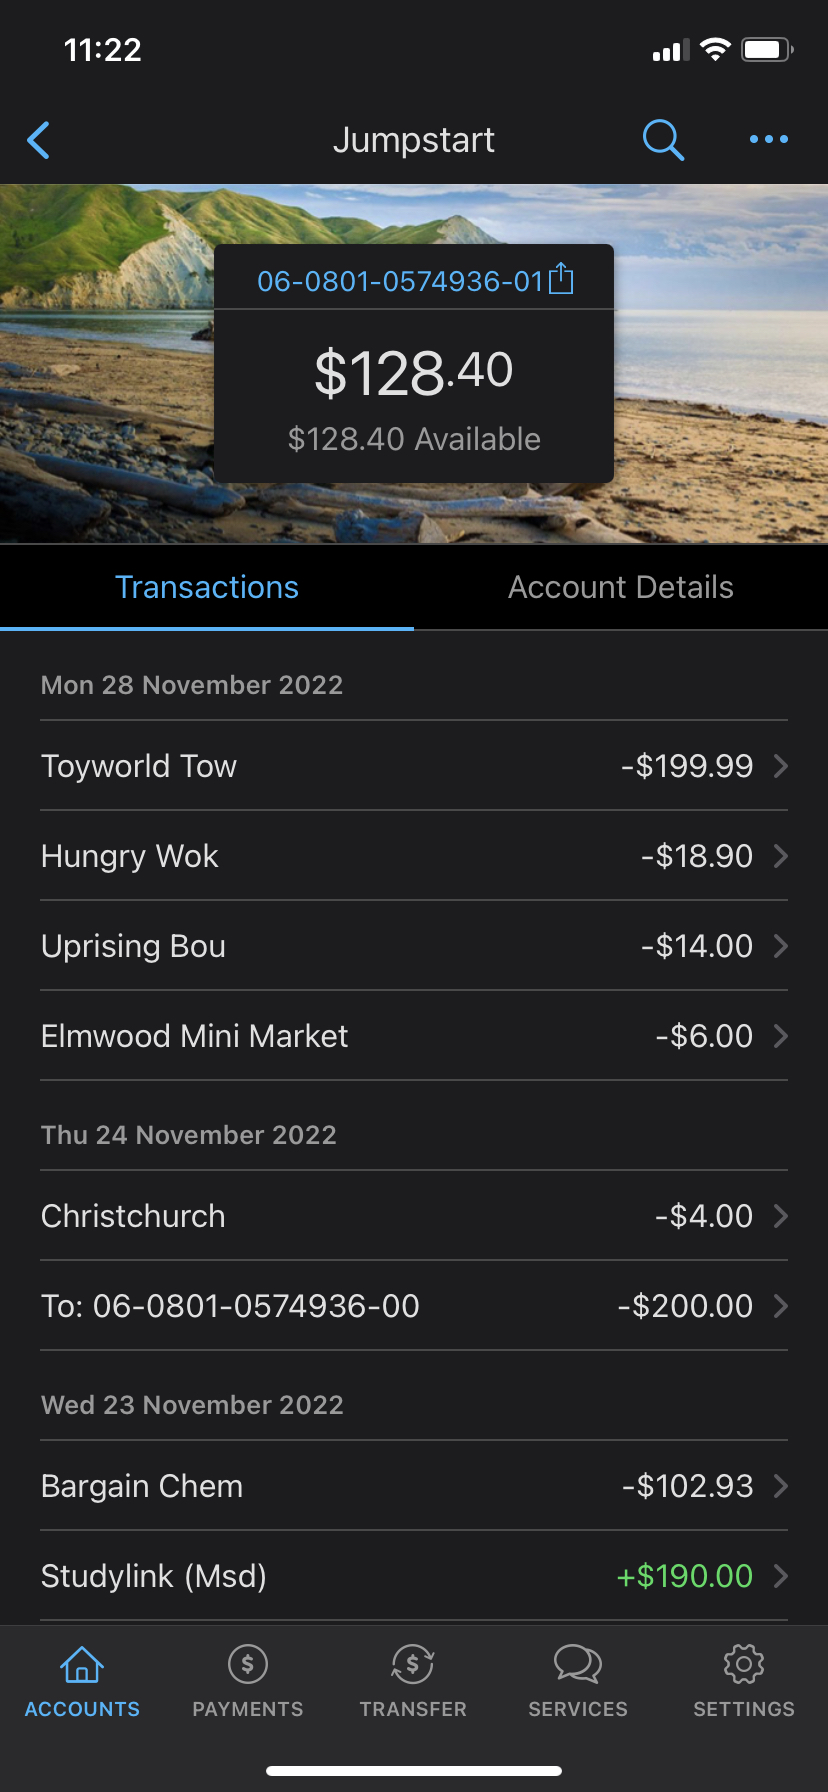 11:22
Jumpstart
06-0801-0574936-01
$128.40
$128.40 Available
Transactions
Account Details
Mon 28 November 2022
Toyworld Tow -$199.99
Hungry Wok -$18.90
Uprising Bou -$14.00
Elmwood Mini Market -$6.00
Thu 24 November 2022
Christchurch -$4.00
To: 06-0801-0574936-00 -$200.00
Wed 23 November 2022
Bargain Chem -$102.93
Studylink (Msd) +$190.00
ACCOUNTS PAYMENTS TRANSFER SERVICES SETTINGS